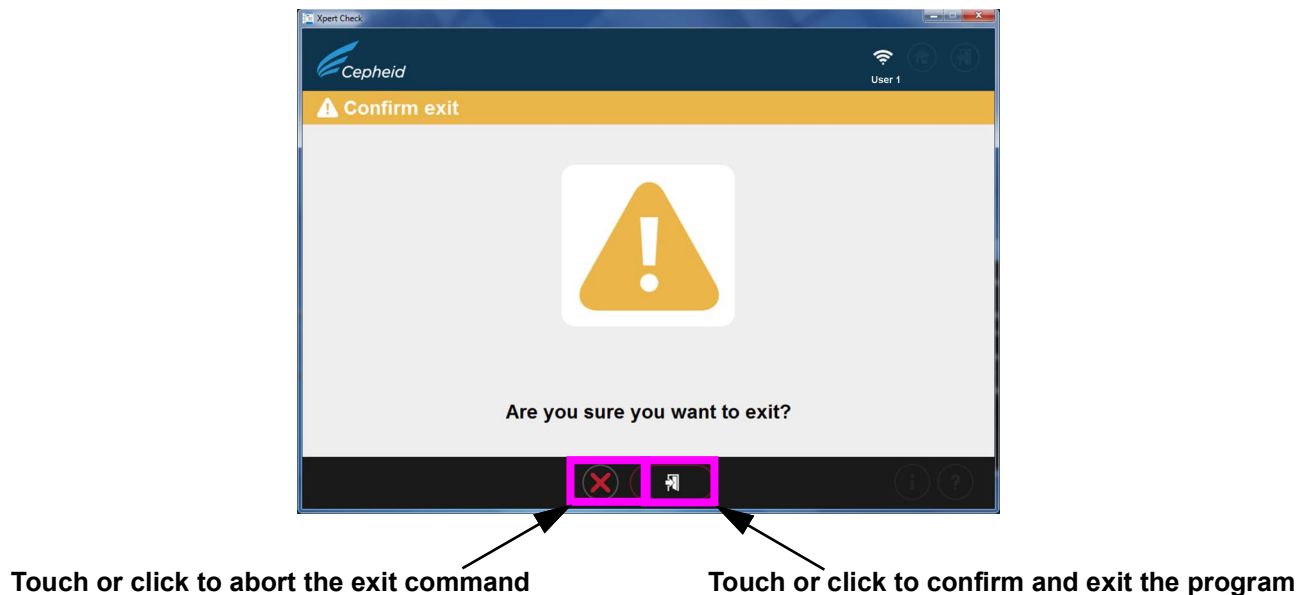 Xpert Check
Cepheid
User 1
Confirm exit
Are you sure you want to exit?
Touch or click to abort the exit command
Touch or click to confirm and exit the program